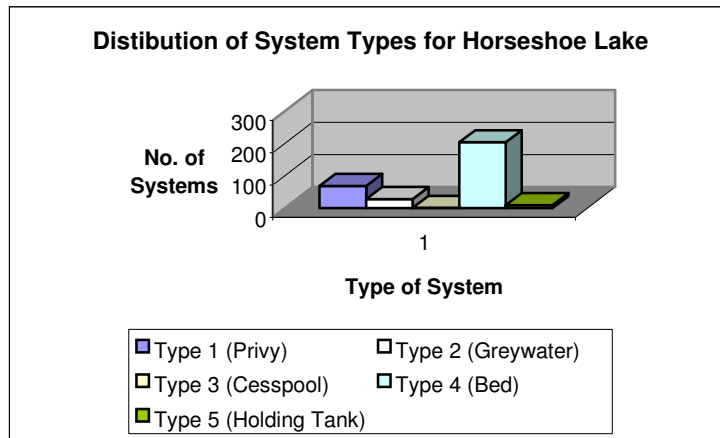 Distibution of System Types for Horseshoe Lake
300
200
100
0
No. of
Systems
1
Type of System
Type 1 (Privy)
Type 2 (Greywater)
Type 3 (Cesspool)
Type 4 (Bed)
Type 5 (Holding Tank)